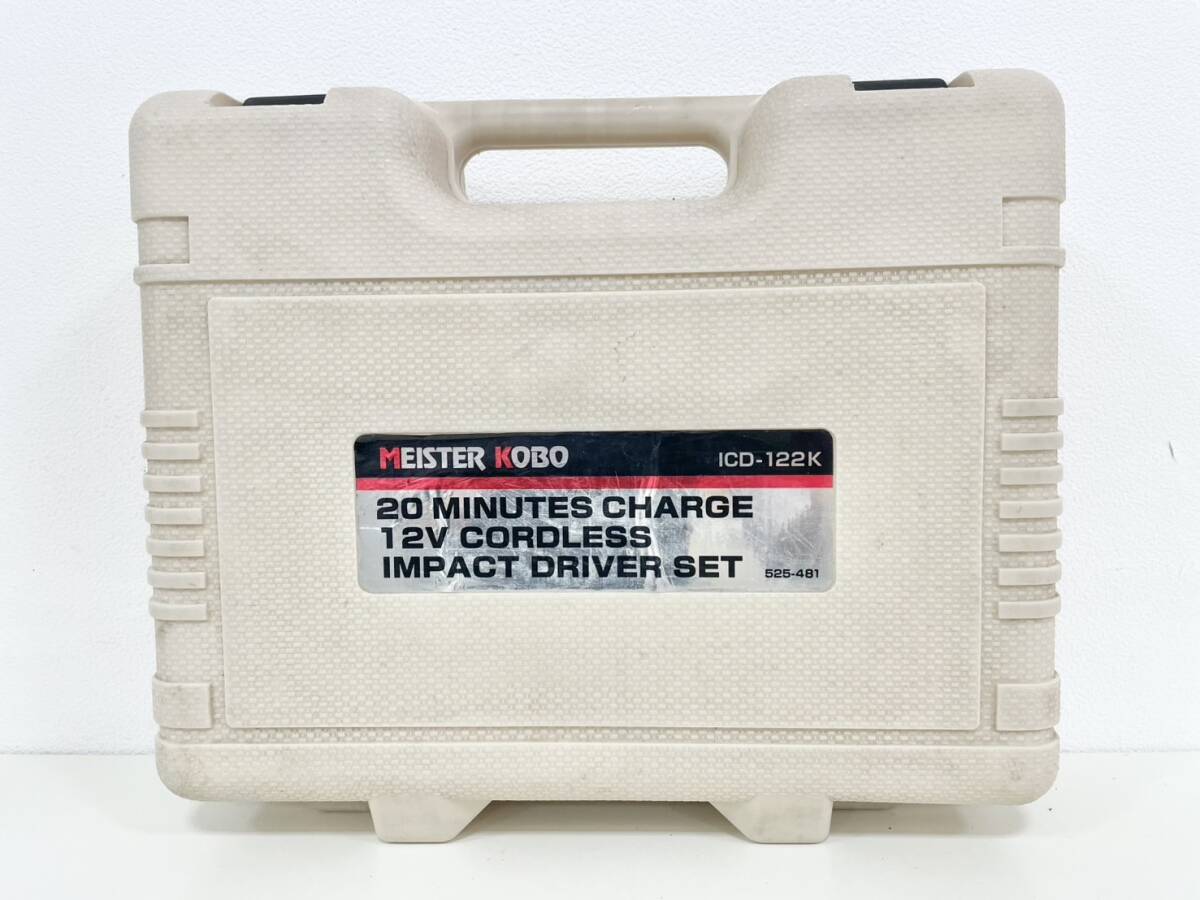 MEISTER KOBO ICD-122K
20 MINUTES CHARGE
12V CORDLESS
IMPACT DRIVER SET 525-481